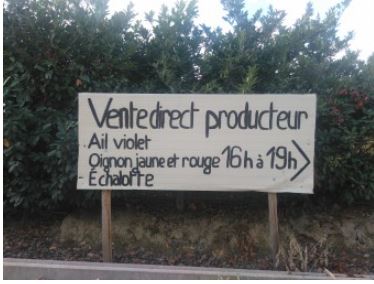 Vente direct producteur
Ail violet
Oignon jaune et rouge 16h à 19h >
Échalotte